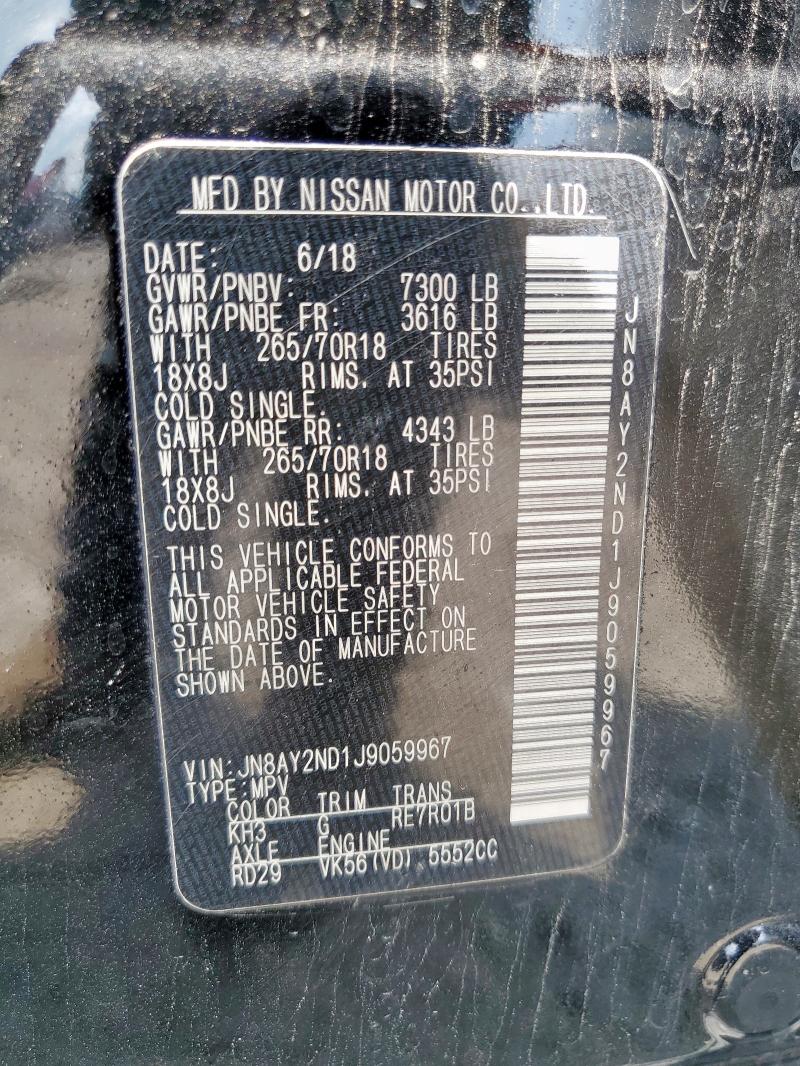 MFD BY NISSAN MOTOR CO.,LTD.
DATE: 6/18
GVWR/PNBV: 7300 LB
GAWR/PNBE FR: 3616 LB
WITH 265/70R18 TIRES
18X8J RIMS. AT 35PSI
COLD SINGLE.
GAWR/PNBE RR: 4343 LB
WITH 265/70R18 TIRES
18X8J RIMS. AT 35PSI
COLD SINGLE.
THIS VEHICLE CONFORMS TO
ALL APPLICABLE FEDERAL
MOTOR VEHICLE SAFETY
STANDARDS IN EFFECT ON
THE DATE OF MANUFACTURE
SHOWN ABOVE.
VIN:JN8AY2ND1J9059967
TYPE:MPV
COLOR TRIM TRANS
KH3 G RE7R01B
AXLE ENGINE
RD29 VK56(VD) 5552CC
JN8AY2ND1J9059967